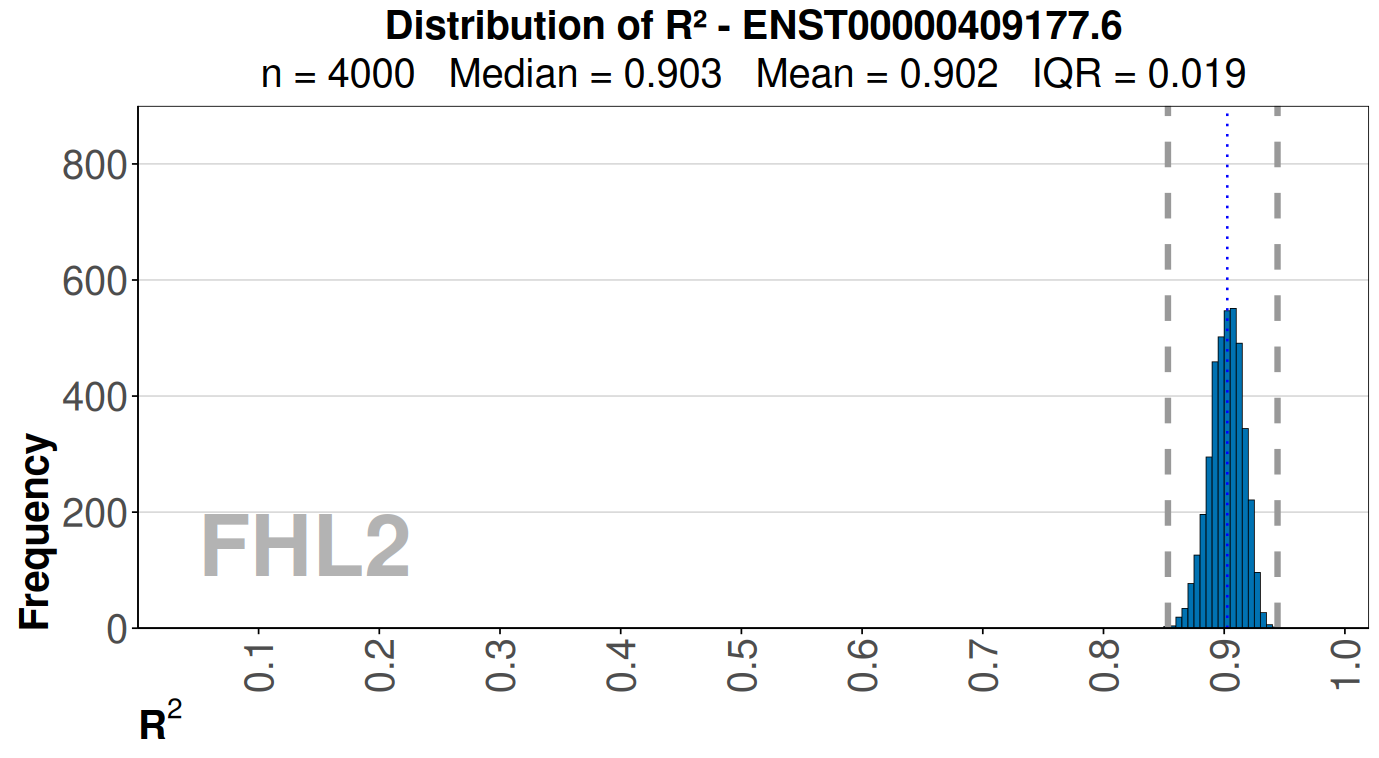 Distribution of R² - ENST00000409177.6
n = 4000 Median = 0.903 Mean = 0.902 IQR = 0.019
Frequency
800
600
400
200
0
FHL2
0.1 0.2 0.3 0.4 0.5 0.6 0.7 0.8 0.9 1.0
R²